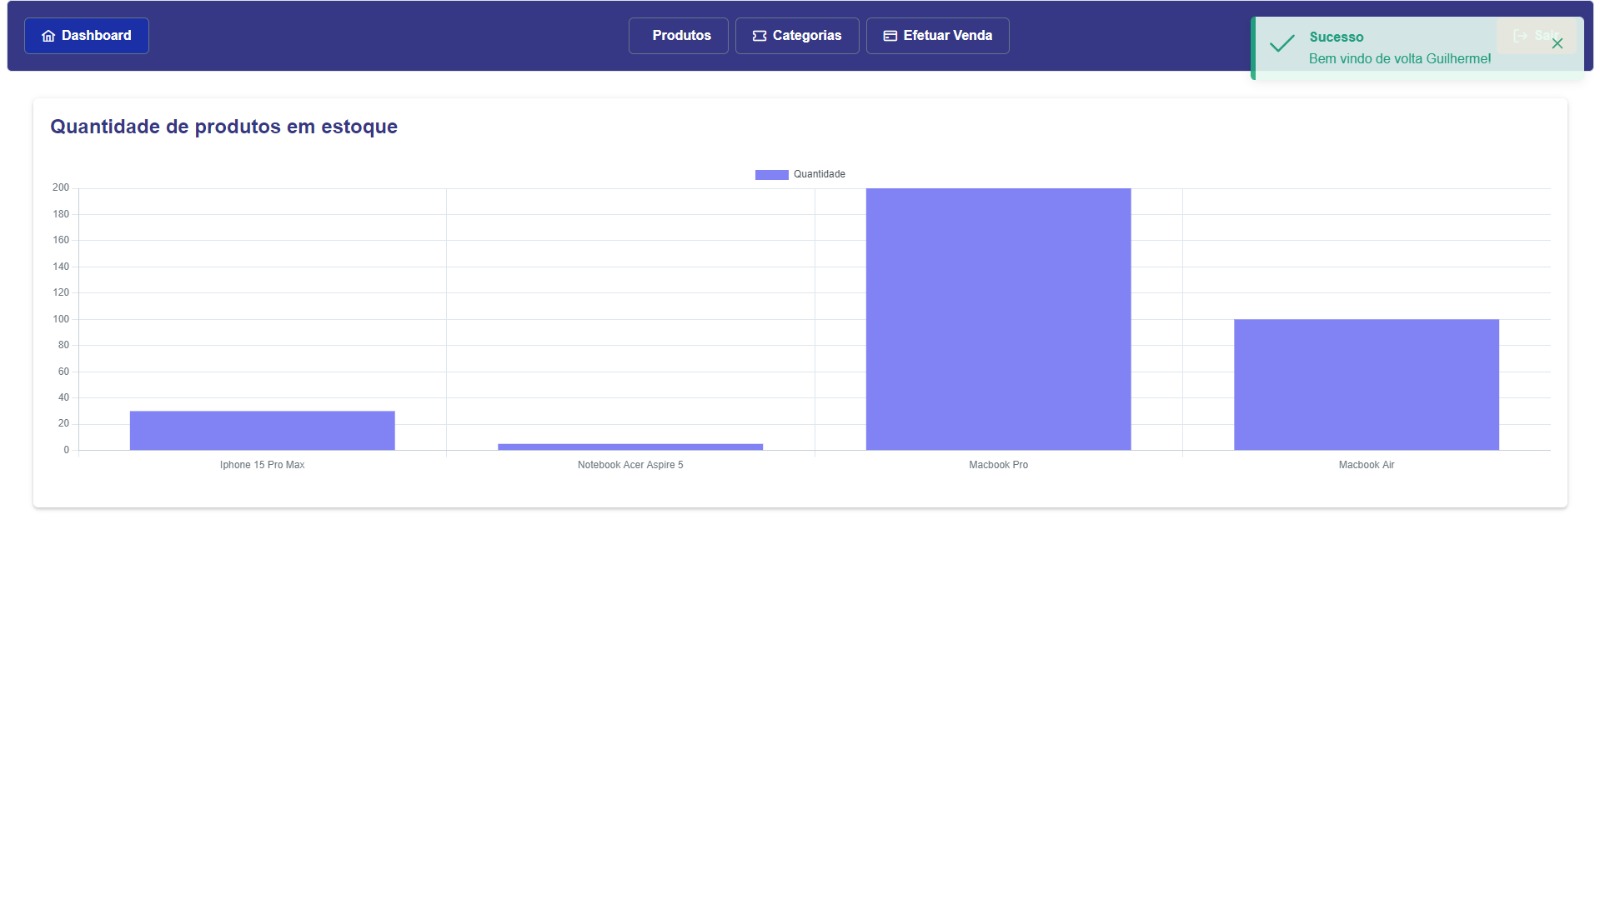 Dashboard
Produtos
Categorias
Efetuar Venda
Sair
Sucesso
Bem vindo de volta Guilherme!
Quantidade de produtos em estoque
Quantidade
200
180
160
140
120
100
80
60
40
20
0
Iphone 15 Pro Max
Notebook Acer Aspire 5
Macbook Pro
Macbook Air